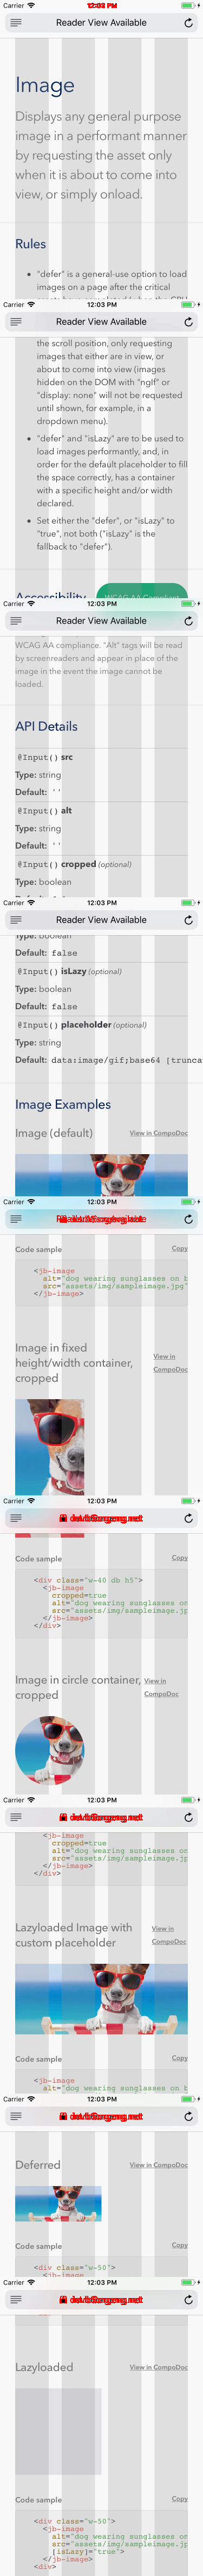 Carrier
Reader View Available
Image
Displays any general purpose
image in a performant manner
by requesting the asset only
when it is about to come into
view, or simply onload.
Rules
• "defer" is a general-use option to load
images on a page after the critical
Carrier 12:03 PM
Reader View Available
the scroll position, only requesting
images that either are in view, or
about to come into view (images
hidden on the DOM with "ngIf" or
"display: none" will not be requested
until shown, for example, in a
dropdown menu).
• "defer" and "isLazy" are to be used to
load images performantly, and, in
order for the default placeholder to fill
the space correctly, has a container
with a specific height and/or width
declared.
• Set either the "defer", or "isLazy" to
"true", not both ("isLazy" is the
fallback to "defer").
Accessibility WCAG AA Compliant
Carrier 12:03 PM
Reader View Available
WCAG AA compliance. "Alt" tags will be read
by screenreaders and appear in place of the
image in the event the image cannot be
loaded.
API Details
@Input() src
Type: string
Default: ''
@Input() alt
Type: string
Default: ''
@Input() cropped (optional)
Type: boolean
Carrier 12:03 PM
Reader View Available
Type: boolean
Default: false
@Input() isLazy (optional)
Type: boolean
Default: false
@Input() placeholder (optional)
Type: string
Default: data:image/gif;base64 [trunca
Image Examples
Image (default) View in CompoDoc
Carrier 12:03 PM
Code sample Copy
<jb-image
alt="dog wearing sunglasses on b
src="assets/img/sampleimage.jpg"
</jb-image>
Image in fixed
height/width container,
cropped
View in
CompoDoc
Carrier 12:03 PM
Code sample Copy
<div class="w-40 db h5">
<jb-image
cropped=true
alt="dog wearing sunglasses on b
src="assets/img/sampleimage.jp
</jb-image>
</div>
Image in circle container,
cropped
View in
CompoDoc
Carrier 12:03 PM
<jb-image
cropped=true
alt="dog wearing sunglasses on
src="assets/img/sampleimage.jp
</jb-image>
</div>
Lazyloaded Image with
custom placeholder
View in
CompoDoc
Code sample Copy
<jb-image
alt="dog wearing sunglasses on b
Carrier 12:03 PM
Deferred View in CompoDoc
Code sample Copy
<div class="w-50">
<jb-image
Carrier 12:03 PM
Lazyloaded View in CompoDoc
Code sample Copy
<div class="w-50">
<jb-image
alt="dog wearing sunglasses on
src="assets/img/sampleimage.jp
[isLazy]="true">
</jb-image>
<div>